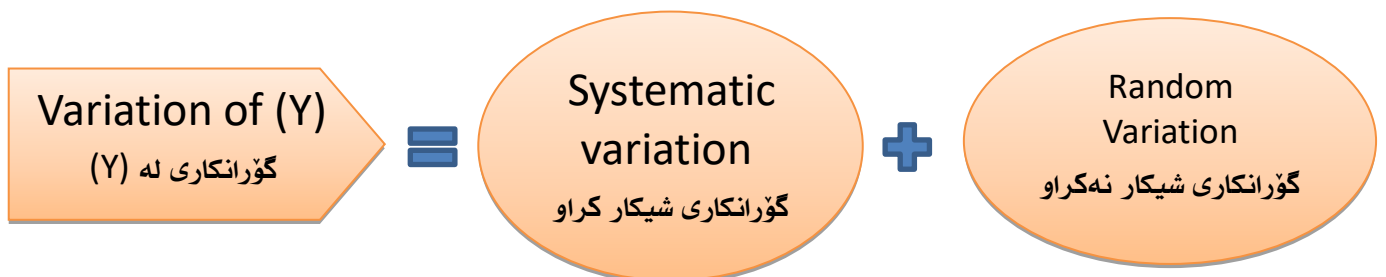 Variation of (Y)
گۆڕانکاری لە (Y)
Systematic
variation
گۆڕانکاری شیکار کراو
Random
Variation
گۆڕانکاری شیکار نەکراو